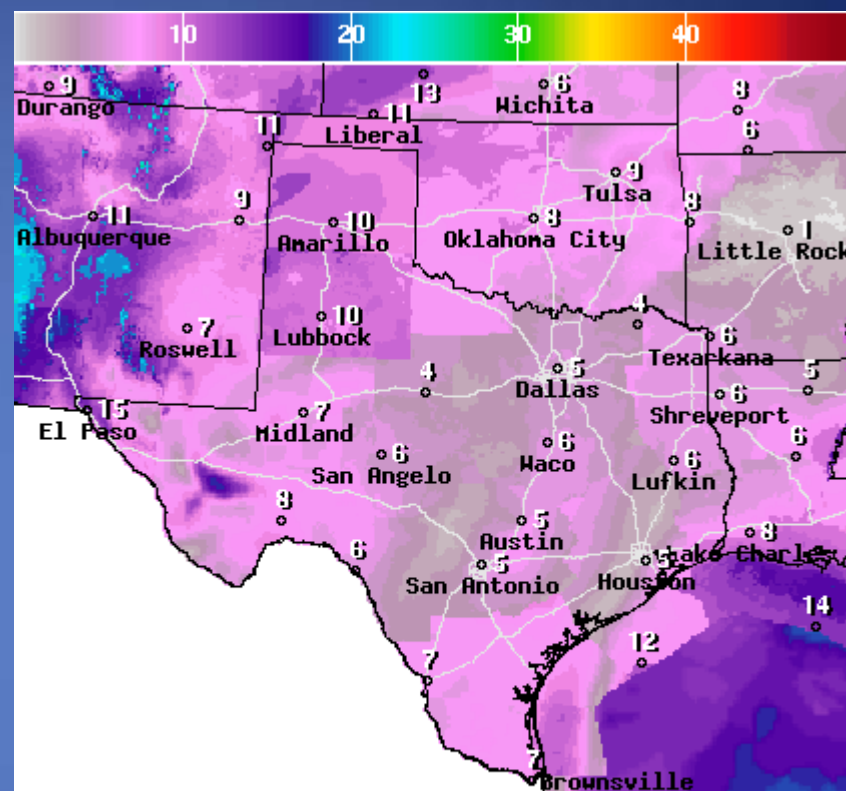 10 20 30 40
13
9 6 8
Durango Wichita
11
Liberal
11 6
9
Tulsa
11 9 10 8 8 1
Albuquerque Amarillo Oklahoma City Little Rock
7 10 4
Roswell Lubbock 6
Texarkana
4 5 5
Dallas 6
15 7 Shreveport
El Paso Midland
6 6 6 6
San Angelo Waco Lufkin
8 5 8
Austin
6 5 5 Lake Charles
San Antonio Houston
14
12
7
7
Brownsville